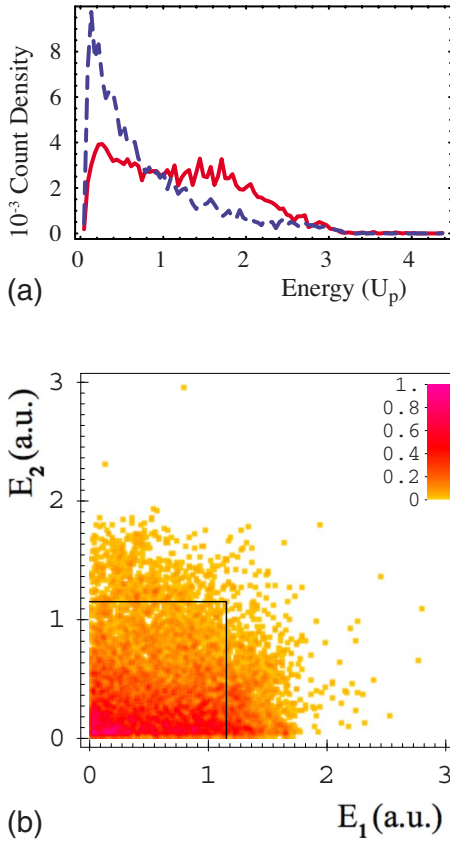 10⁻³ Count Density
8
6
4
2
0
0 1 2 3 4
Energy (Uₚ)
(a)
E₂ (a.u.)
3
2
1
0
1.
0.8
0.6
0.4
0.2
0
0 1 2 3
E₁ (a.u.)
(b)